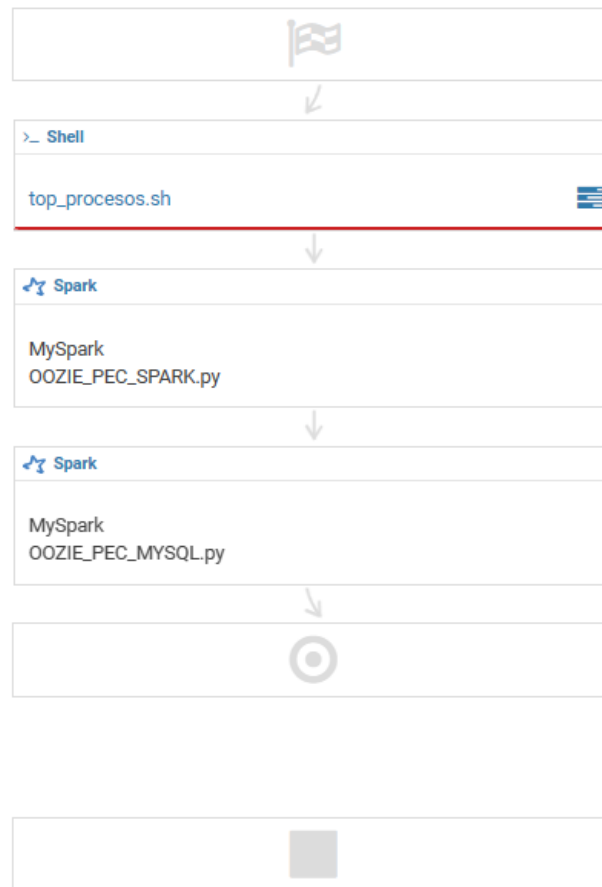 >_ Shell
top_procesos.sh
Spark
MySpark
OOZIE_PEC_SPARK.py
Spark
MySpark
OOZIE_PEC_MYSQL.py